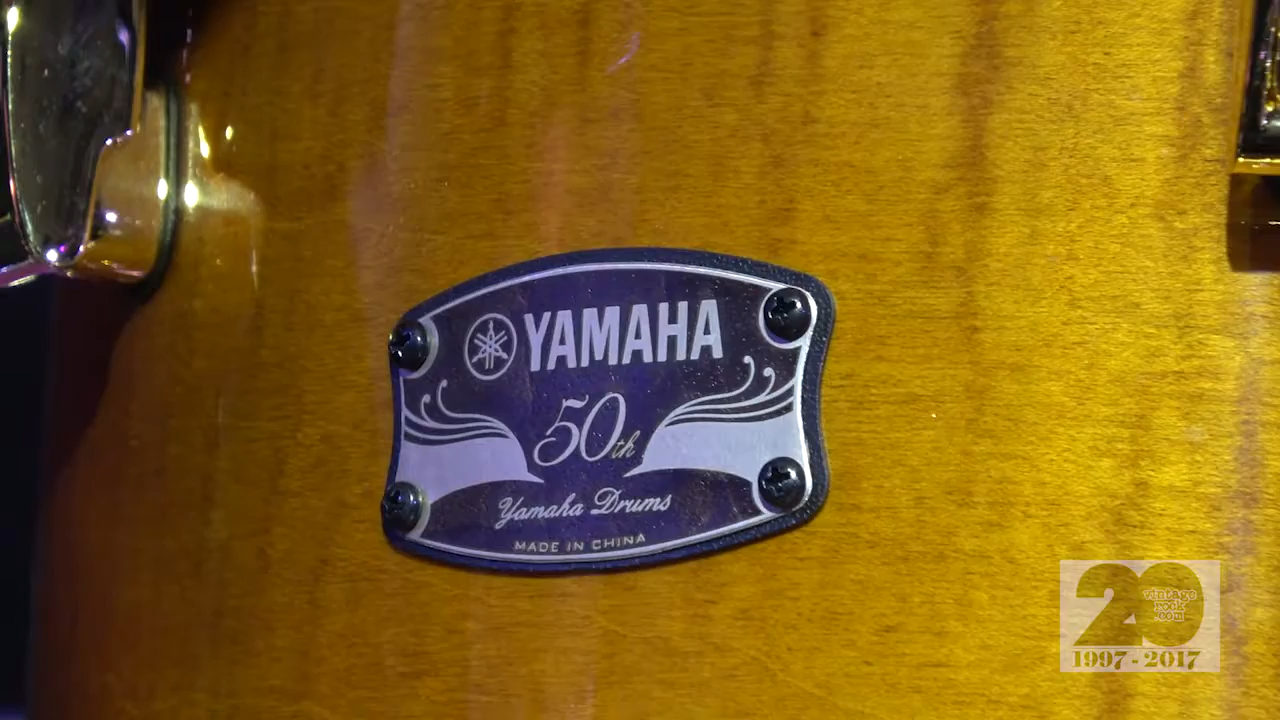 YAMAHA
50th
Yamaha Drums
MADE IN CHINA
20
vintage
rock
.com
1997 - 2017